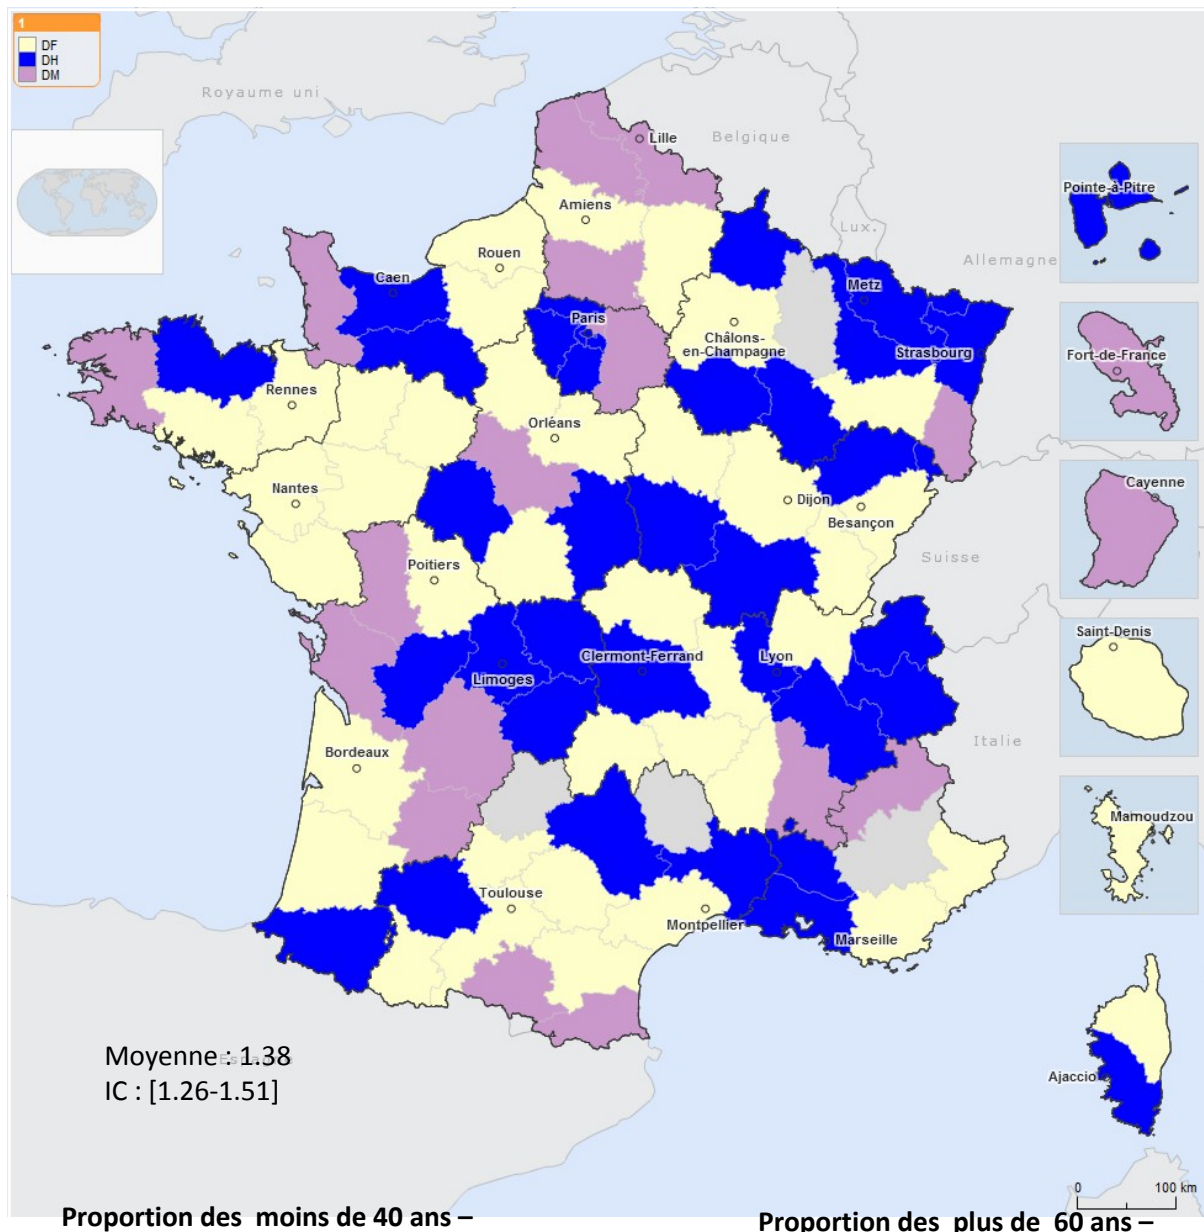 1
DF
DH
DM
Royaume uni
Lille
Belgique
Pointe-à-Pitre
Amiens
Lux.
Rouen
Allemagne
Caen
Metz
Paris
Châlons-
en-Champagne
Strasbourg
Fort-de-France
Rennes
Orléans
Nantes
Dijon
Besançon
Cayenne
Suisse
Poitiers
Saint-Denis
Clermont-Ferrand
Lyon
Limoges
Italie
Bordeaux
Mamoudzou
Toulouse
Montpellier
Marseille
Moyenne : 1.38
IC : [1.26-1.51]
Ajaccio
0 100 km
Proportion des moins de 40 ans –
Proportion des plus de 60 ans –